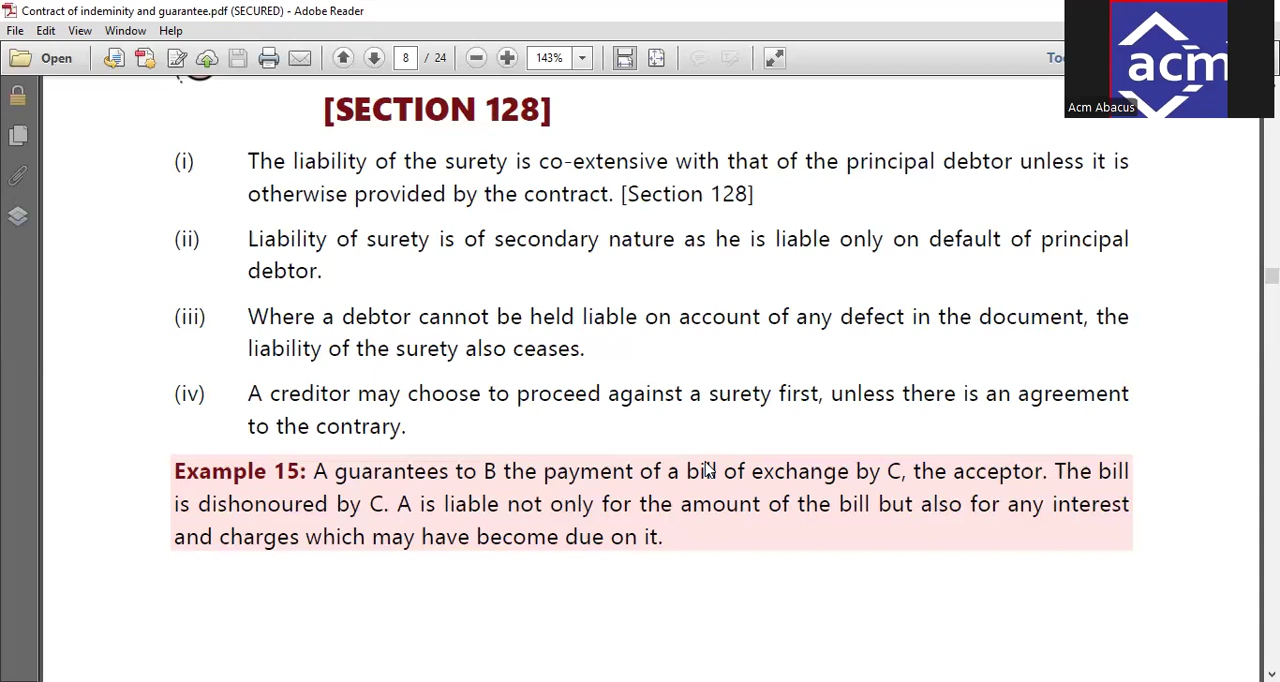 Contract of indeminity and guarantee.pdf (SECURED) - Adobe Reader
File Edit View Window Help
Open 8 / 24 143%
acm
Acm Abacus
[SECTION 128]
(i) The liability of the surety is co-extensive with that of the principal debtor unless it is
otherwise provided by the contract. [Section 128]
(ii) Liability of surety is of secondary nature as he is liable only on default of principal
debtor.
(iii) Where a debtor cannot be held liable on account of any defect in the document, the
liability of the surety also ceases.
(iv) A creditor may choose to proceed against a surety first, unless there is an agreement
to the contrary.
Example 15: A guarantees to B the payment of a bill of exchange by C, the acceptor. The bill
is dishonoured by C. A is liable not only for the amount of the bill but also for any interest
and charges which may have become due on it.